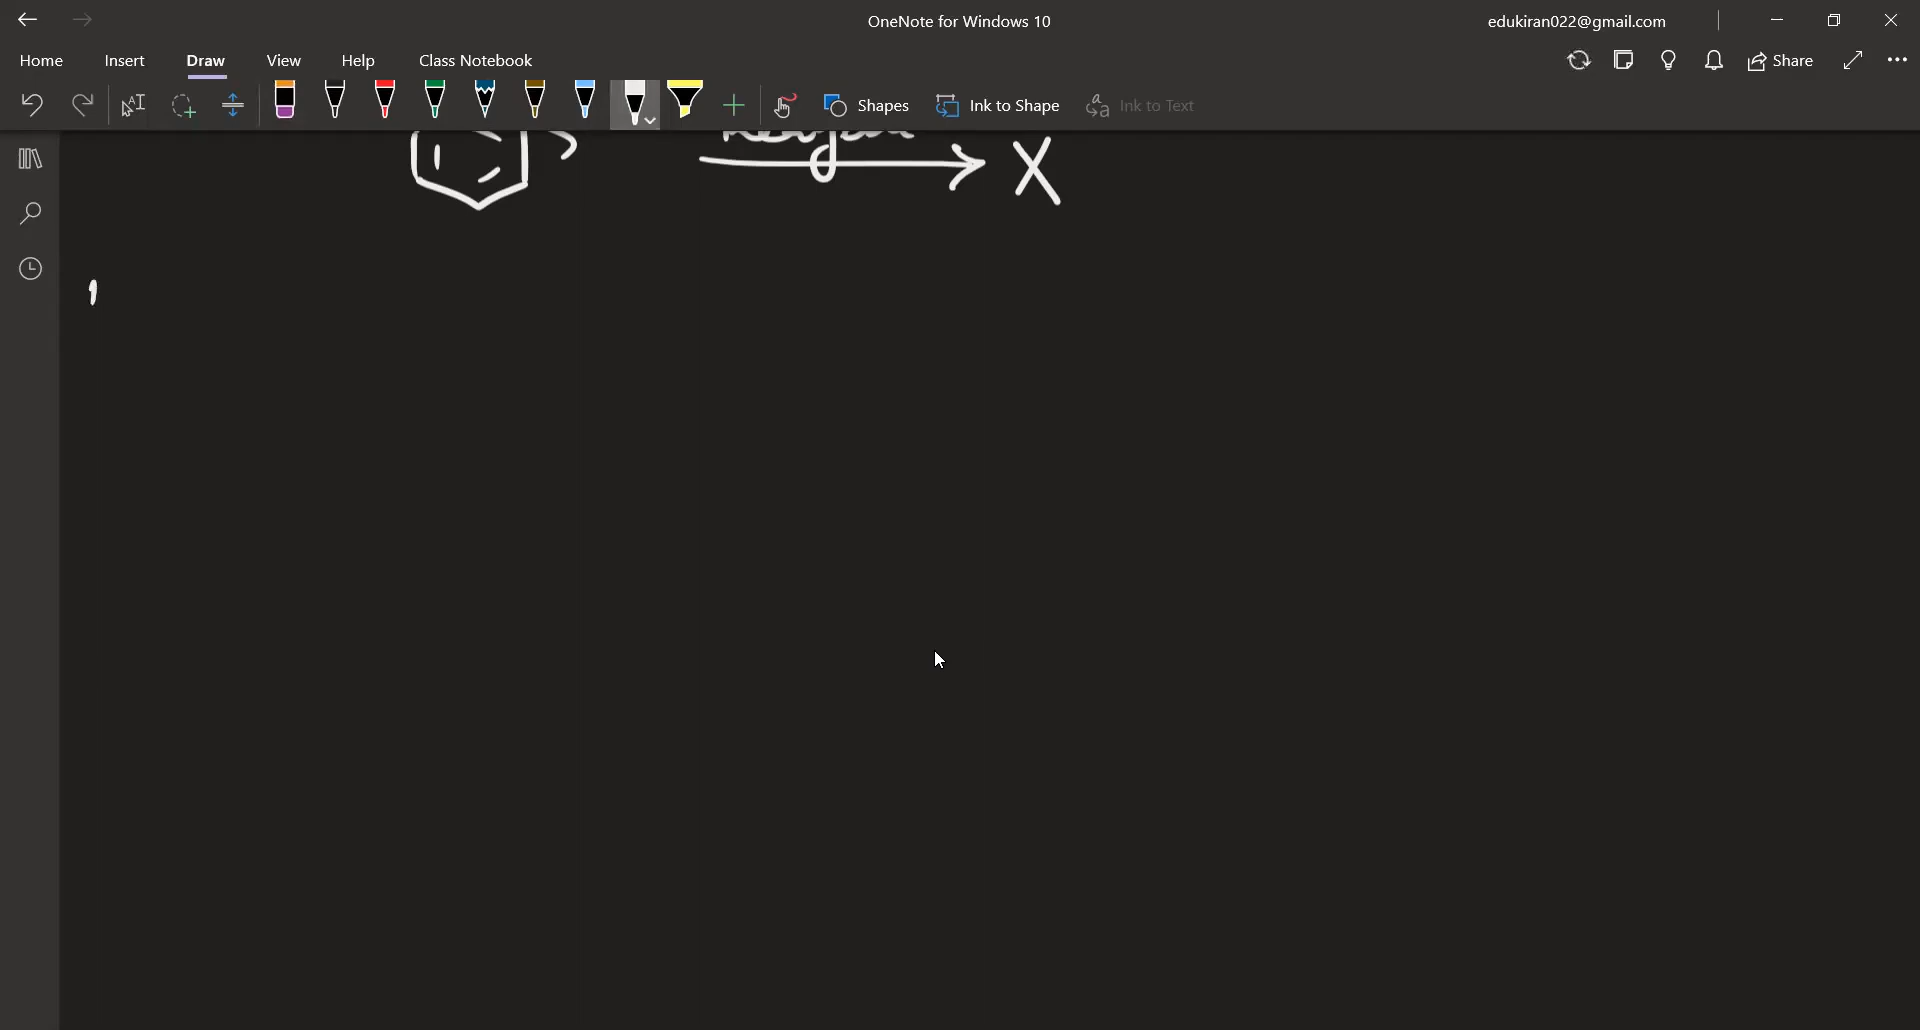 OneNote for Windows 10
edukiran022@gmail.com
Home Insert Draw View Help Class Notebook
Share
Shapes Ink to Shape Ink to Text
X